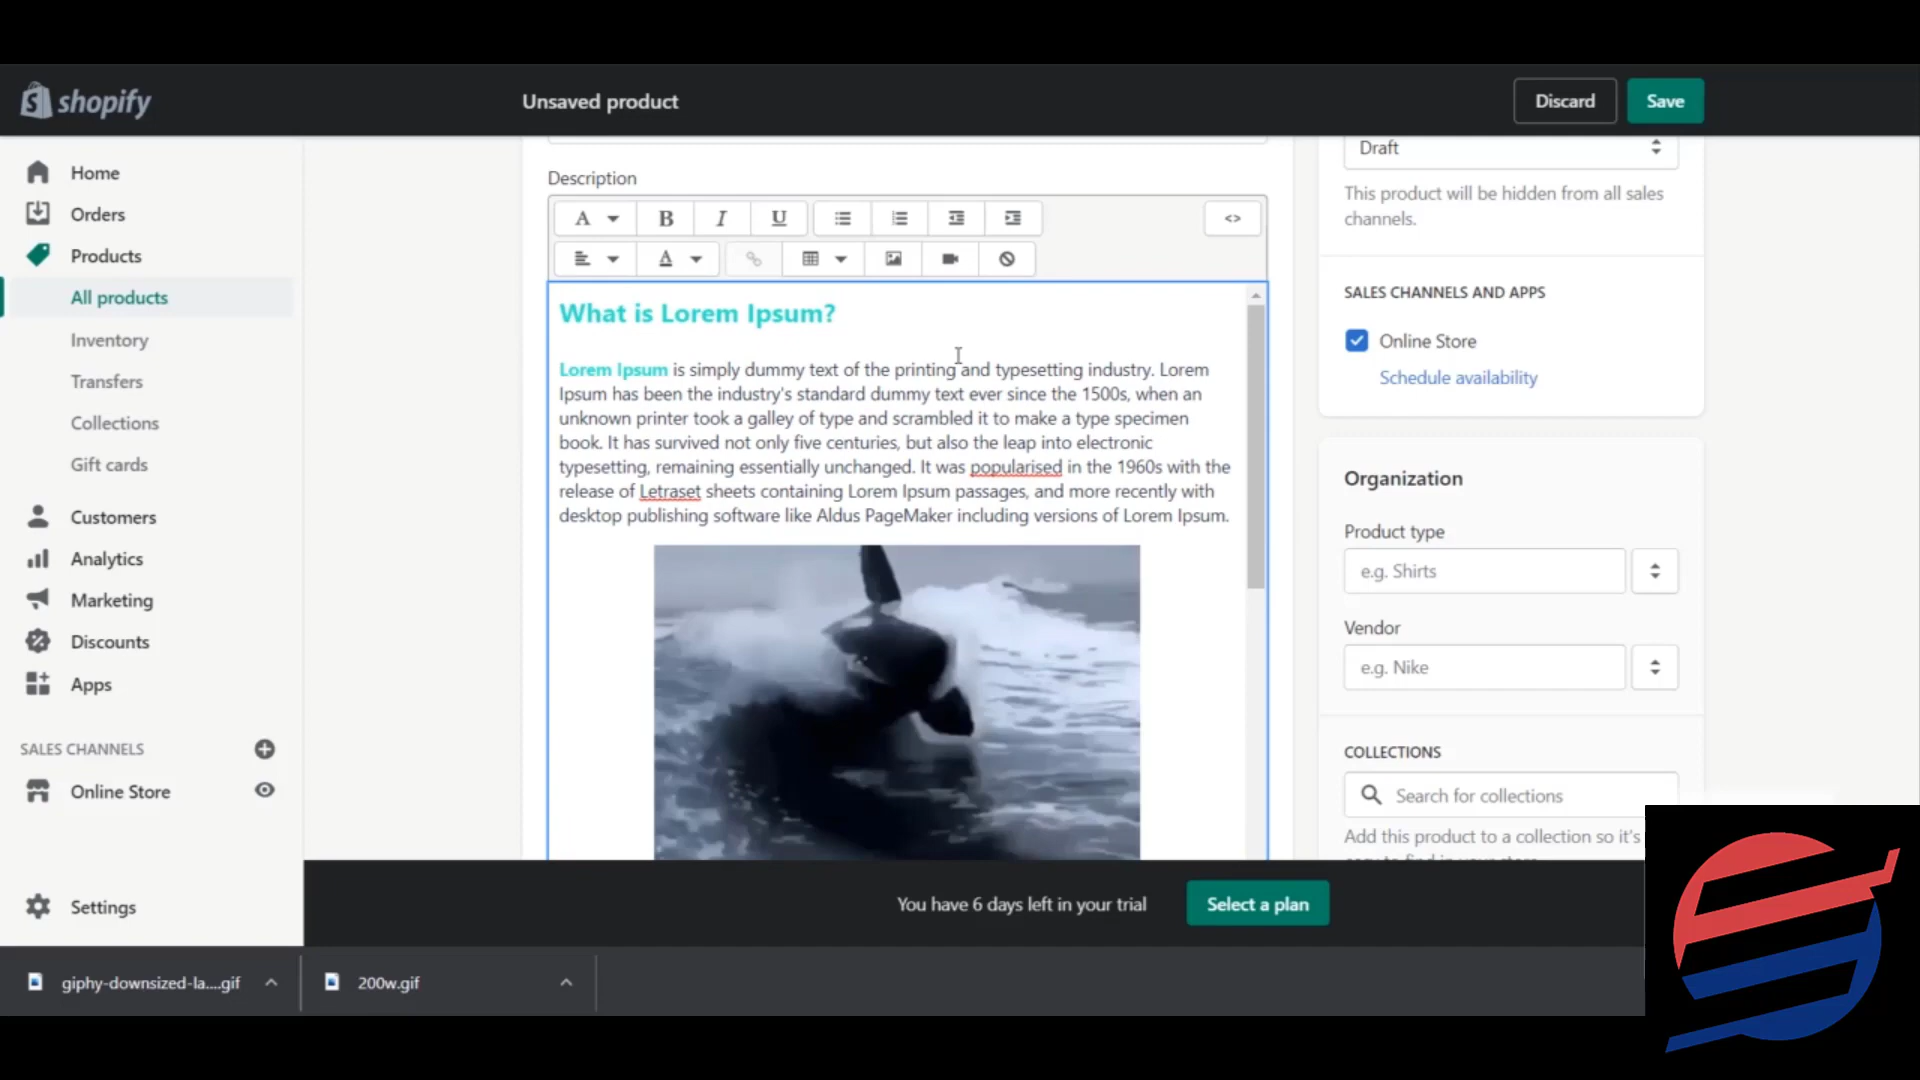 shopify
Unsaved product
Discard
Save
Home
Orders
Products
All products
Inventory
Transfers
Collections
Gift cards
Customers
Analytics
Marketing
Discounts
Apps
SALES CHANNELS
Online Store
Settings
Description
A
B
I
U
<>
A
What is Lorem Ipsum?
Lorem Ipsum is simply dummy text of the printing and typesetting industry. Lorem
Ipsum has been the industry's standard dummy text ever since the 1500s, when an
unknown printer took a galley of type and scrambled it to make a type specimen
book. It has survived not only five centuries, but also the leap into electronic
typesetting, remaining essentially unchanged. It was popularised in the 1960s with the
release of Letraset sheets containing Lorem Ipsum passages, and more recently with
desktop publishing software like Aldus PageMaker including versions of Lorem Ipsum.
Draft
This product will be hidden from all sales
channels.
SALES CHANNELS AND APPS
Online Store
Schedule availability
Organization
Product type
e.g. Shirts
Vendor
e.g. Nike
COLLECTIONS
Search for collections
Add this product to a collection so it's
You have 6 days left in your trial
Select a plan
giphy-downsized-la....gif
200w.gif